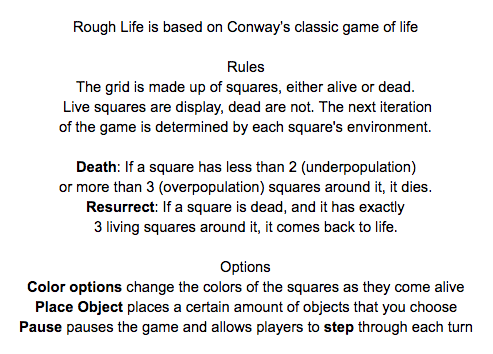 Rough Life is based on Conway's classic game of life
Rules
The grid is made up of squares, either alive or dead.
Live squares are display, dead are not. The next iteration
of the game is determined by each square's environment.
Death: If a square has less than 2 (underpopulation)
or more than 3 (overpopulation) squares around it, it dies.
Resurrect: If a square is dead, and it has exactly
3 living squares around it, it comes back to life.
Options
Color options change the colors of the squares as they come alive
Place Object places a certain amount of objects that you choose
Pause pauses the game and allows players to step through each turn